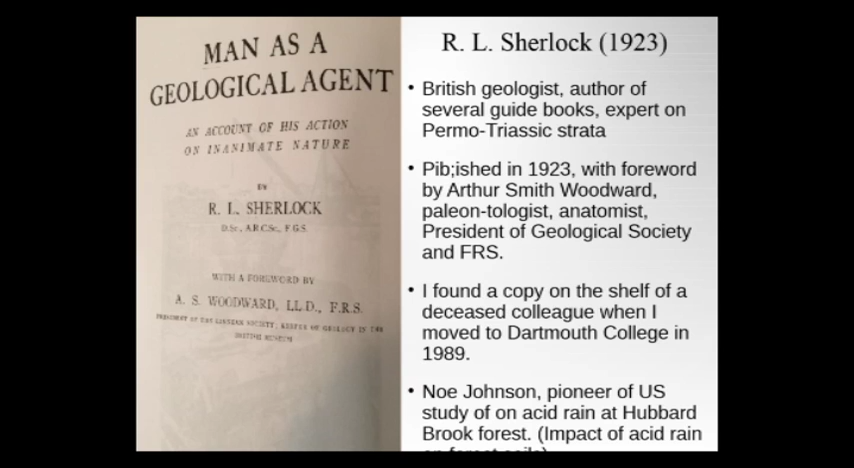 MAN AS A
GEOLOGICAL AGENT
AN ACCOUNT OF HIS ACTION
ON INANIMATE NATURE
BY
R. L. SHERLOCK
D.Sc., A.R.C.Sc., F.G.S.
WITH A FOREWORD BY
A. S. WOODWARD, LL.D., F.R.S.
PRESIDENT OF THE LINNEAN SOCIETY; KEEPER OF GEOLOGY IN THE
BRITISH MUSEUM
R. L. Sherlock (1923)
• British geologist, author of
several guide books, expert on
Permo-Triassic strata
• Pib;ished in 1923, with foreword
by Arthur Smith Woodward,
paleon-tologist, anatomist,
President of Geological Society
and FRS.
• I found a copy on the shelf of a
deceased colleague when I
moved to Dartmouth College in
1989.
• Noe Johnson, pioneer of US
study of on acid rain at Hubbard
Brook forest. (Impact of acid rain
on forest soils)